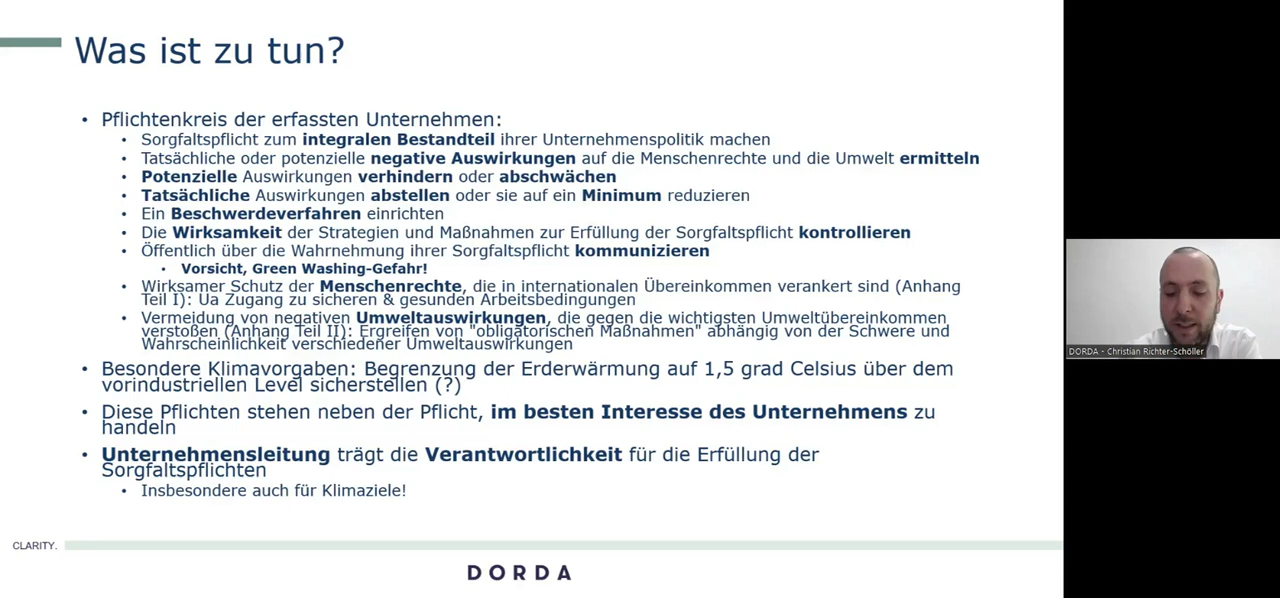 Was ist zu tun?
• Pflichtenkreis der erfassten Unternehmen:
• Sorgfaltspflicht zum integralen Bestandteil ihrer Unternehmenspolitik machen
• Tatsächliche oder potenzielle negative Auswirkungen auf die Menschenrechte und die Umwelt ermitteln
• Potenzielle Auswirkungen verhindern oder abschwächen
• Tatsächliche Auswirkungen abstellen oder sie auf ein Minimum reduzieren
• Ein Beschwerdeverfahren einrichten
• Die Wirksamkeit der Strategien und Maßnahmen zur Erfüllung der Sorgfaltspflicht kontrollieren
• Öffentlich über die Wahrnehmung ihrer Sorgfaltspflicht kommunizieren
• Vorsicht, Green Washing-Gefahr!
• Wirksamer Schutz der Menschenrechte, die in internationalen Übereinkommen verankert sind (Anhang
Teil I): Ua Zugang zu sicheren & gesunden Arbeitsbedingungen
• Vermeidung von negativen Umweltauswirkungen, die gegen die wichtigsten Umweltübereinkommen
verstoßen (Anhang Teil II): Ergreifen von "obligatorischen Maßnahmen" abhängig von der Schwere und
Wahrscheinlichkeit verschiedener Umweltauswirkungen
• Besondere Klimavorgaben: Begrenzung der Erderwärmung auf 1,5 grad Celsius über dem
vorindustriellen Level sicherstellen (?)
• Diese Pflichten stehen neben der Pflicht, im besten Interesse des Unternehmens zu
handeln
• Unternehmensleitung trägt die Verantwortlichkeit für die Erfüllung der
Sorgfaltspflichten
• Insbesondere auch für Klimaziele!
CLARITY.
DORDA
DORDA - Christian Richter-Schöller